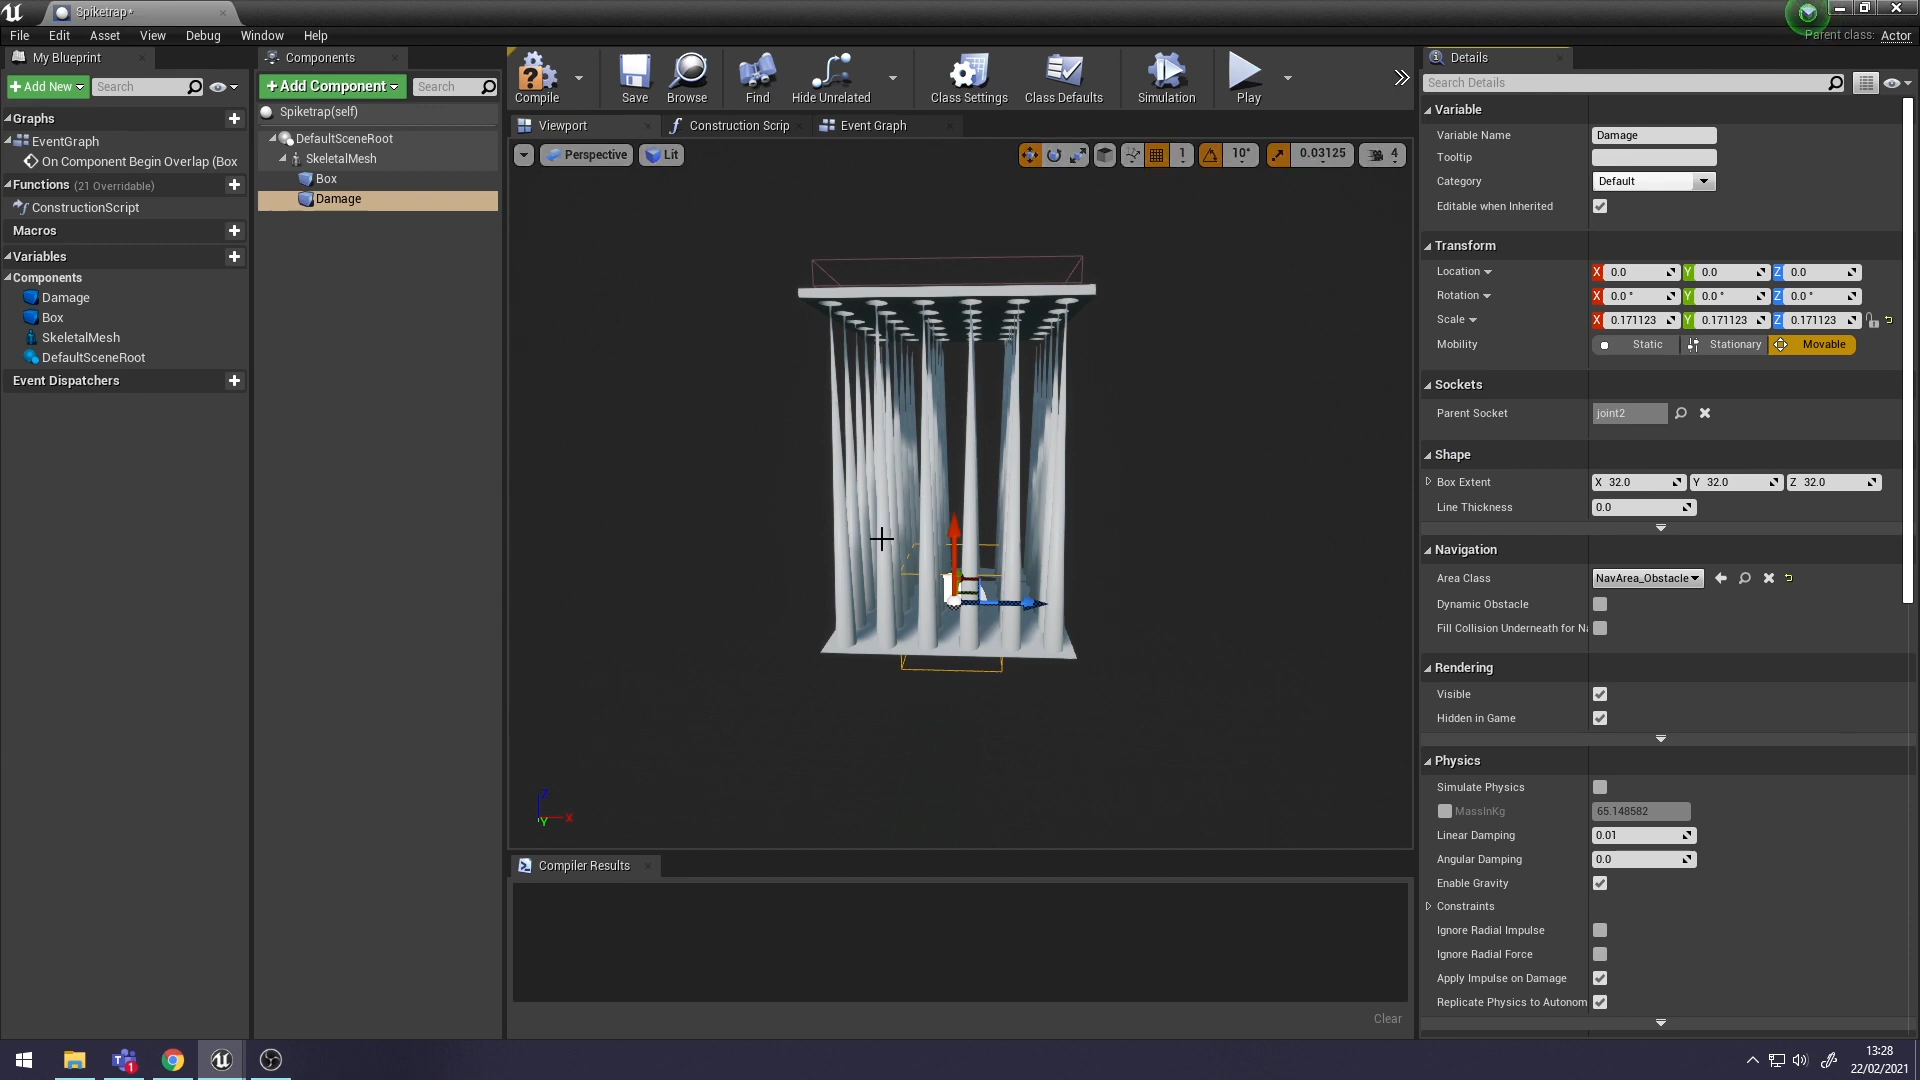 Spiketrap*
File Edit Asset View Debug Window Help
Parent class: Actor
My Blueprint
Add New
Search
Graphs
EventGraph
On Component Begin Overlap (Box
Functions (21 Overridable)
ConstructionScript
Macros
Variables
Components
Damage
Box
SkeletalMesh
DefaultSceneRoot
Event Dispatchers
Components
+Add Component
Search
Spiketrap(self)
DefaultSceneRoot
SkeletalMesh
Box
Damage
Compile
Save
Browse
Find
Hide Unrelated
Class Settings
Class Defaults
Simulation
Play
Viewport
Construction Scrip
Event Graph
Perspective
Lit
1
10°
0.03125
4
Z
X
Y
Compiler Results
Clear
Details
Search Details
Variable
Variable Name Damage
Tooltip
Category Default
Editable when Inherited
Transform
Location X 0.0 Y 0.0 Z 0.0
Rotation X 0.0 ° Y 0.0 ° Z 0.0 °
Scale X 0.171123 Y 0.171123 Z 0.171123
Mobility Static Stationary Movable
Sockets
Parent Socket joint2
Shape
Box Extent X 32.0 Y 32.0 Z 32.0
Line Thickness 0.0
Navigation
Area Class NavArea_Obstacle
Dynamic Obstacle
Fill Collision Underneath for Na
Rendering
Visible
Hidden in Game
Physics
Simulate Physics
MassInKg 65.148582
Linear Damping 0.01
Angular Damping 0.0
Enable Gravity
Constraints
Ignore Radial Impulse
Ignore Radial Force
Apply Impulse on Damage
Replicate Physics to Autonom
1
13:28
22/02/2021